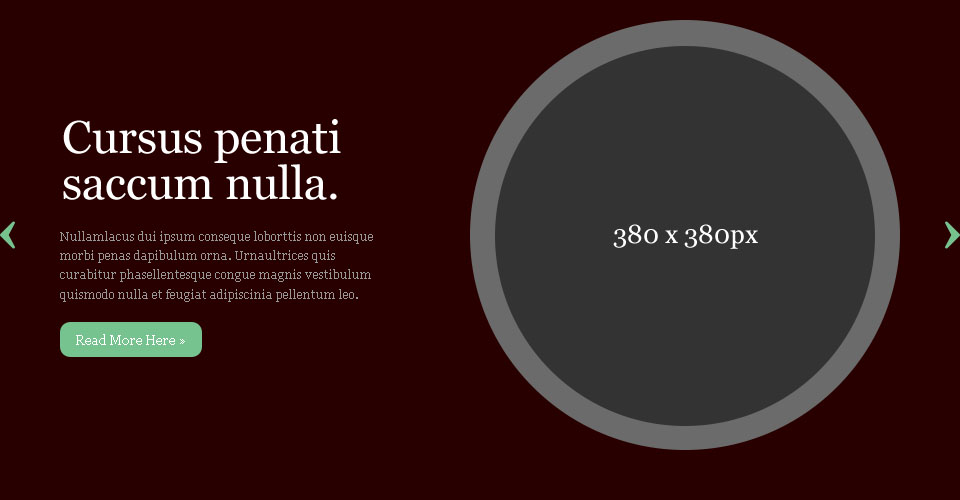 Cursus penati
saccum nulla.
Nullamlacus dui ipsum conseque loborttis non euisque
morbi penas dapibulum orna. Urnaultrices quis
curabitur phasellentesque congue magnis vestibulum
quismodo nulla et feugiat adipiscinia pellentum leo.
Read More Here »
380 x 380px